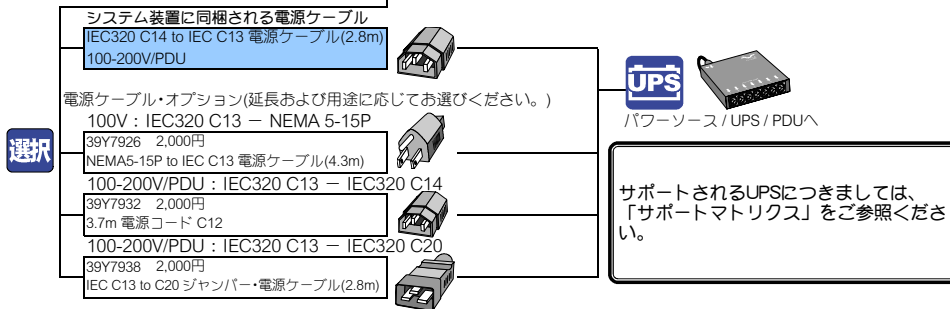 システム装置に同梱される電源ケーブル
IEC320 C14 to IEC C13 電源ケーブル(2.8m)
100-200V/PDU
電源ケーブル・オプション(延長および用途に応じてお選びください。)
選択
100V：IEC320 C13 － NEMA 5-15P
39Y7926 2,000円
NEMA5-15P to IEC C13 電源ケーブル(4.3m)
100-200V/PDU：IEC320 C13 － IEC320 C14
39Y7932 2,000円
3.7m 電源コード C12
100-200V/PDU：IEC320 C13 － IEC320 C20
39Y7938 2,000円
IEC C13 to C20 ジャンパー・電源ケーブル(2.8m)
UPS
パワーソース / UPS / PDUへ
サポートされるUPSにつきましては、
「サポートマトリクス」をご参照くださ
い。